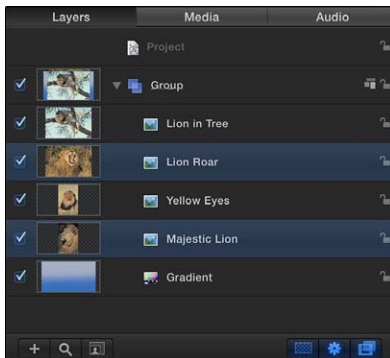 Layers Media Audio
Project
Group
Lion in Tree
Lion Roar
Yellow Eyes
Majestic Lion
Gradient